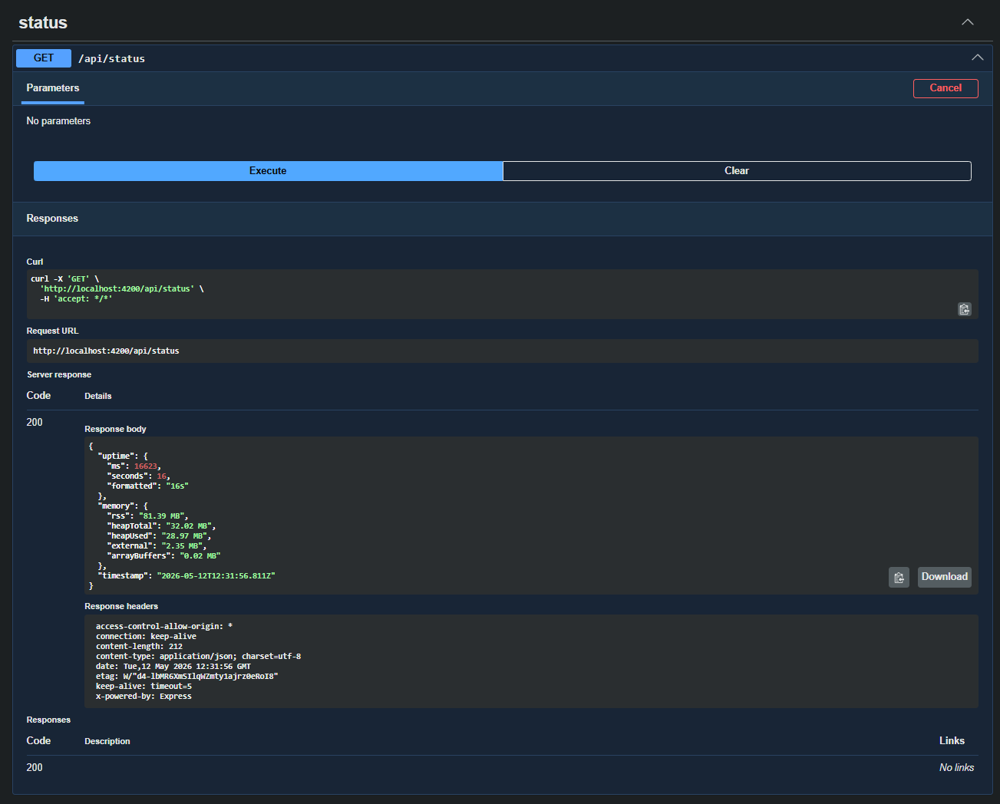 status
GET /api/status
Parameters
Cancel
No parameters
Execute
Clear
Responses
Curl
curl -X 'GET' \
  'http://localhost:4200/api/status' \
  -H 'accept: */*'
Request URL
http://localhost:4200/api/status
Server response
Code Details
200
Response body
{
  "uptime": {
    "ms": 16623,
    "seconds": 16,
    "formatted": "16s"
  },
  "memory": {
    "rss": "81.39 MB",
    "heapTotal": "32.02 MB",
    "heapUsed": "28.97 MB",
    "external": "2.35 MB",
    "arrayBuffers": "0.02 MB"
  },
  "timestamp": "2026-05-12T12:31:56.811Z"
}
Download
Response headers
access-control-allow-origin: *
connection: keep-alive
content-length: 212
content-type: application/json; charset=utf-8
date: Tue,12 May 2026 12:31:56 GMT
etag: W/"d4-lbMR6XmSIlqWZmty1ajrz0eRoI8"
keep-alive: timeout=5
x-powered-by: Express
Responses
Code Description Links
200 No links